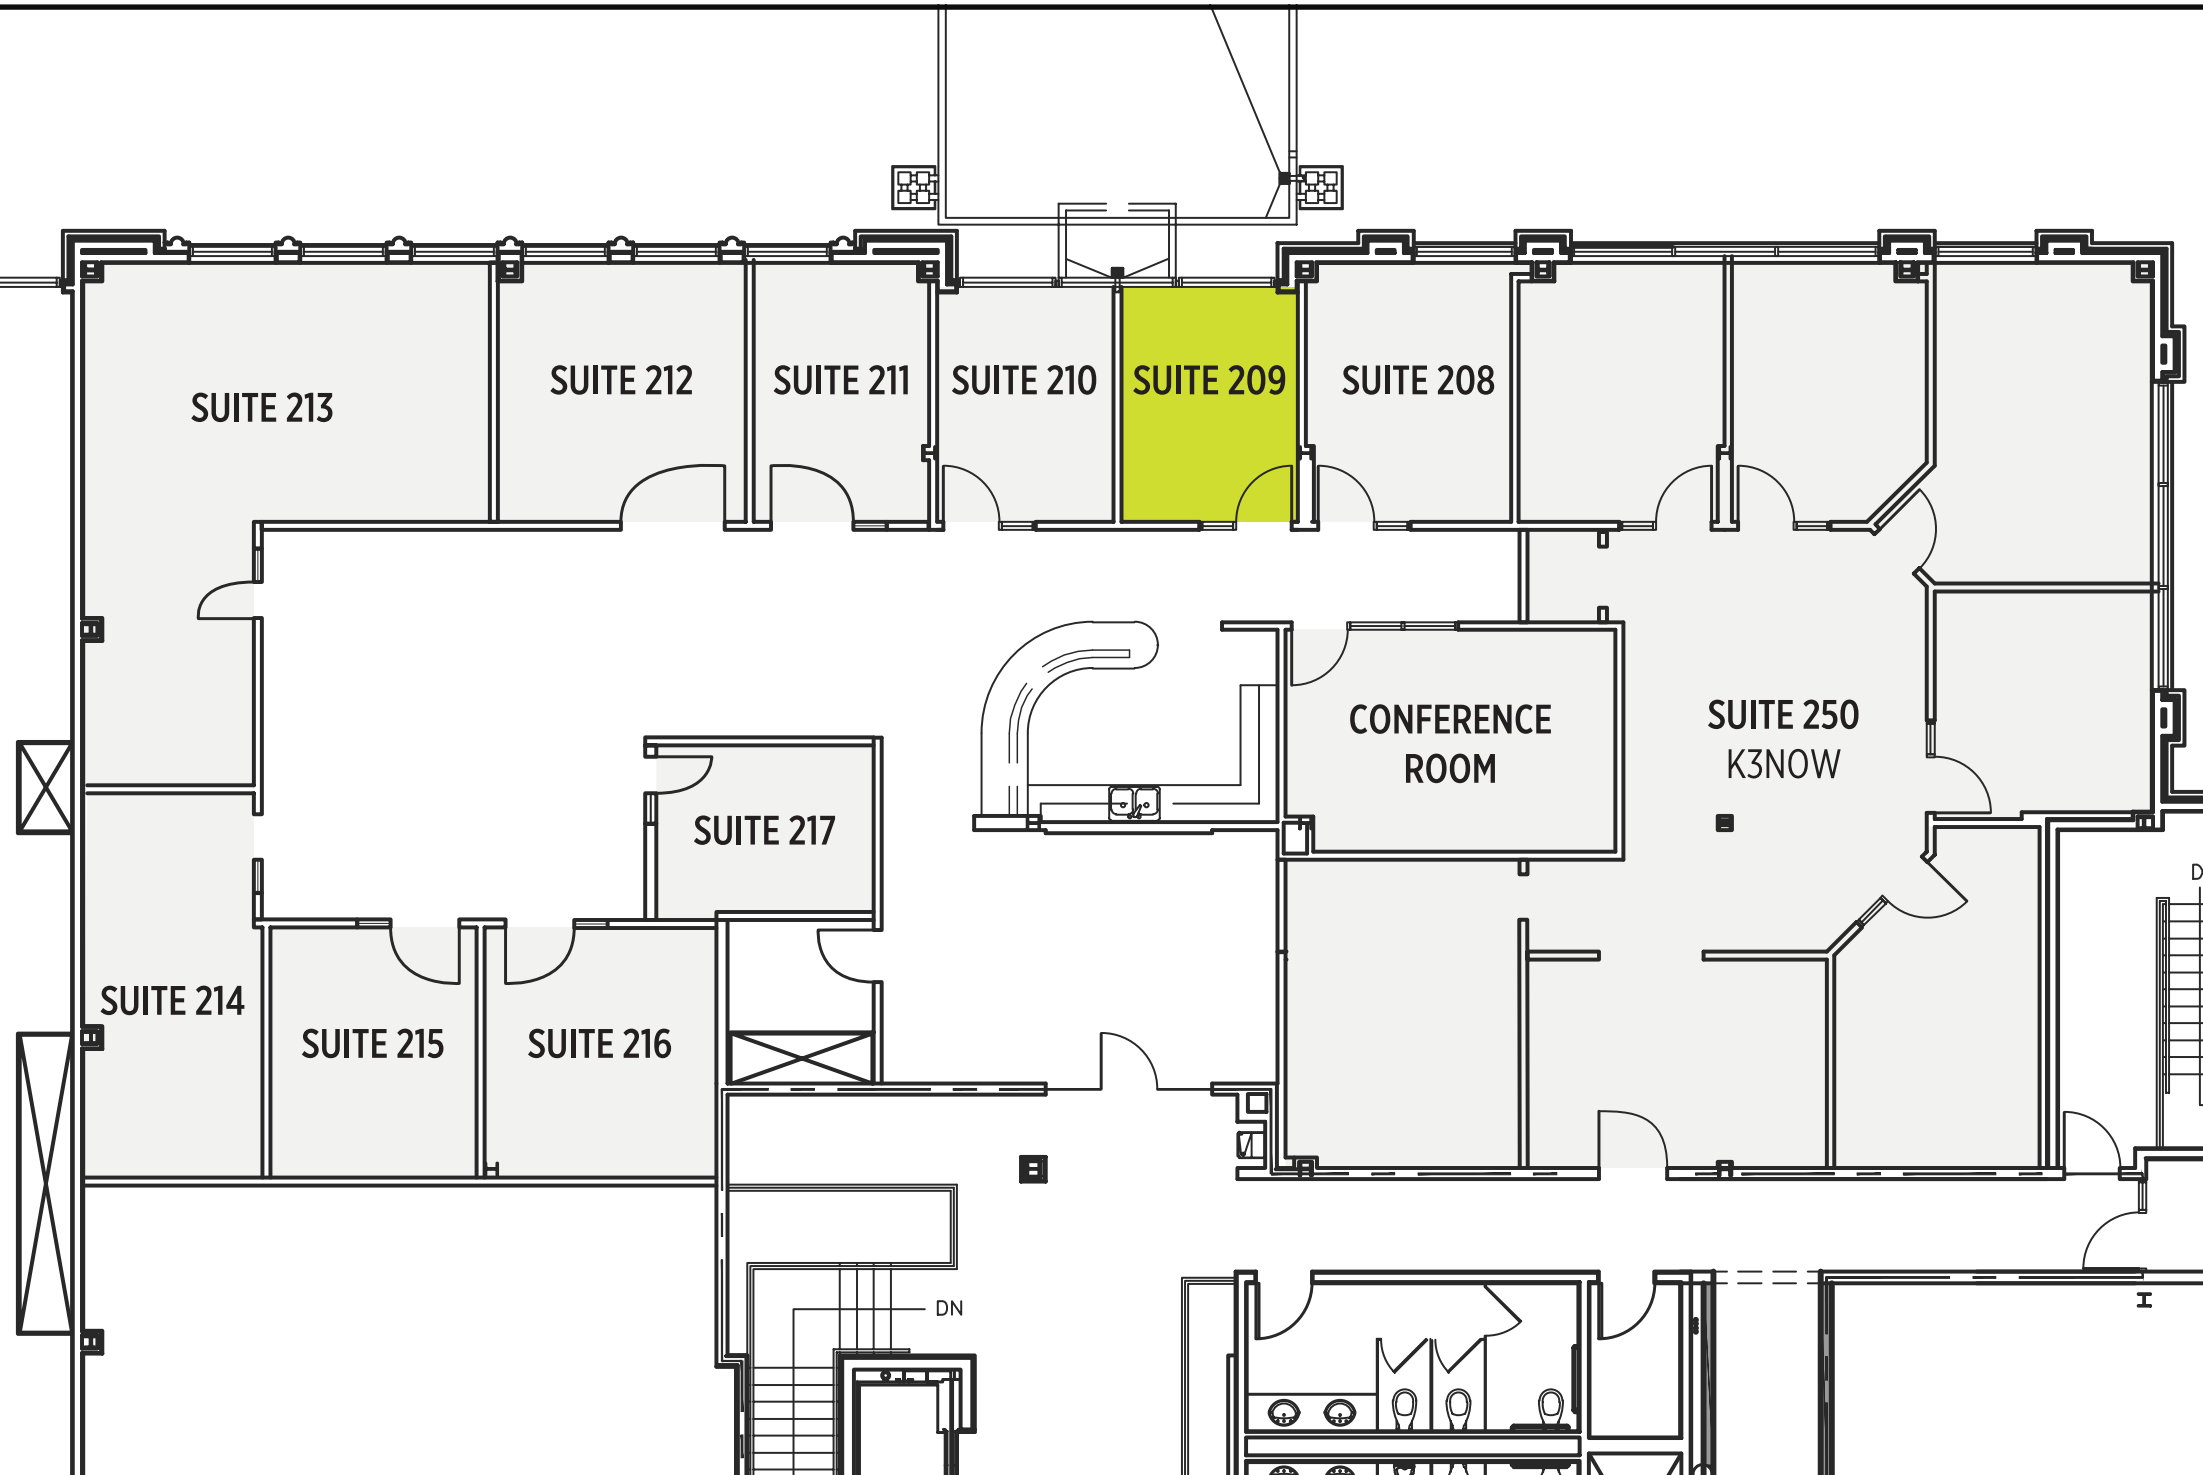 SUITE 213
SUITE 212
SUITE 211
SUITE 210
SUITE 209
SUITE 208
CONFERENCE
ROOM
SUITE 250
K3NOW
SUITE 217
SUITE 214
SUITE 215
SUITE 216
D
DN